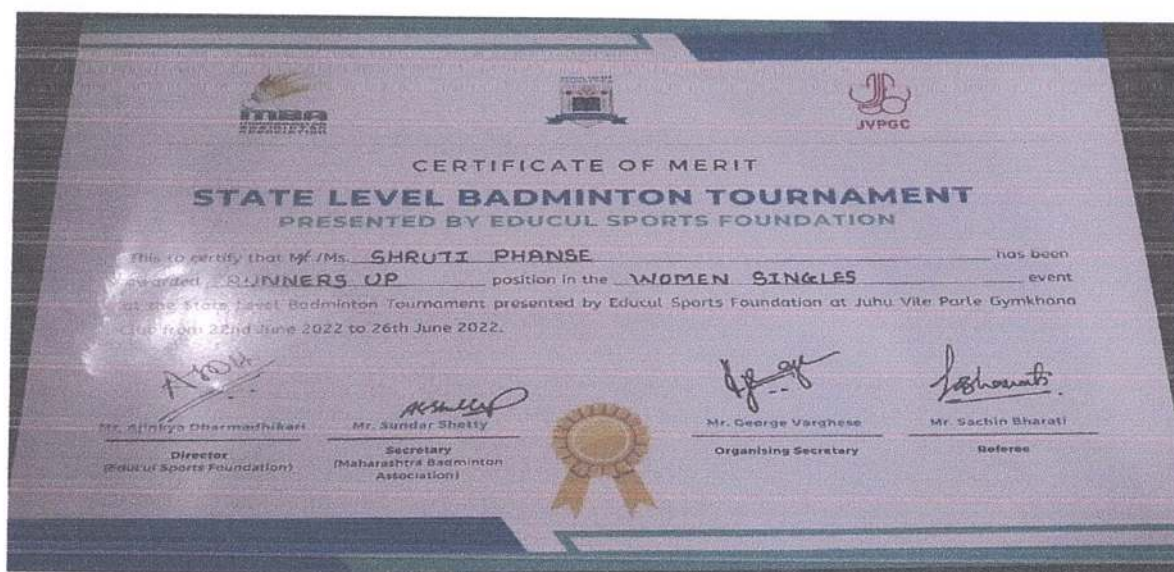 MBA
JVPGC
CERTIFICATE OF MERIT
STATE LEVEL BADMINTON TOURNAMENT
PRESENTED BY EDUCUL SPORTS FOUNDATION
This to certify that Mr /Ms. SHRUTI PHANSE has been
awarded RUNNERS UP position in the WOMEN SINGLES event
at the State Level Badminton Tournament presented by Educul Sports Foundation at Juhu Vile Parle Gymkhana
Club from 22nd June 2022 to 26th June 2022.
Mr. Ajinkya Dharmadhikari Mr. Sundar Shetty Mr. George Varghese Mr. Sachin Bharati
Director Secretary Organising Secretary Referee
(Educul Sports Foundation) (Maharashtra Badminton
Association)